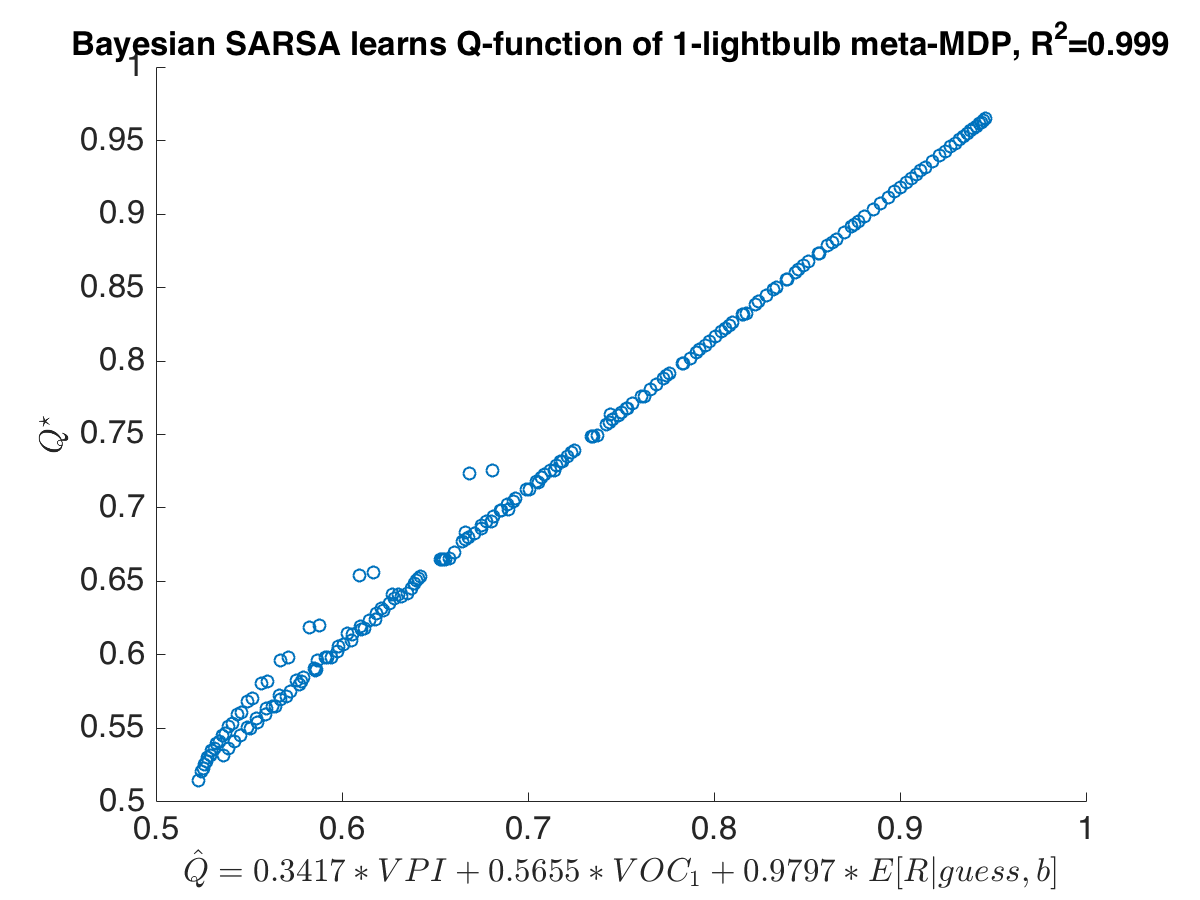 Bayesian SARSA learns Q-function of 1-lightbulb meta-MDP, R²=0.999
1
0.95
0.9
0.85
0.8
0.75
0.7
0.65
0.6
0.55
0.5
Q⋆
0.5 0.6 0.7 0.8 0.9 1
Q̂ = 0.3417 ∗ VPI + 0.5655 ∗ VOC₁ + 0.9797 ∗ E[R|guess, b]